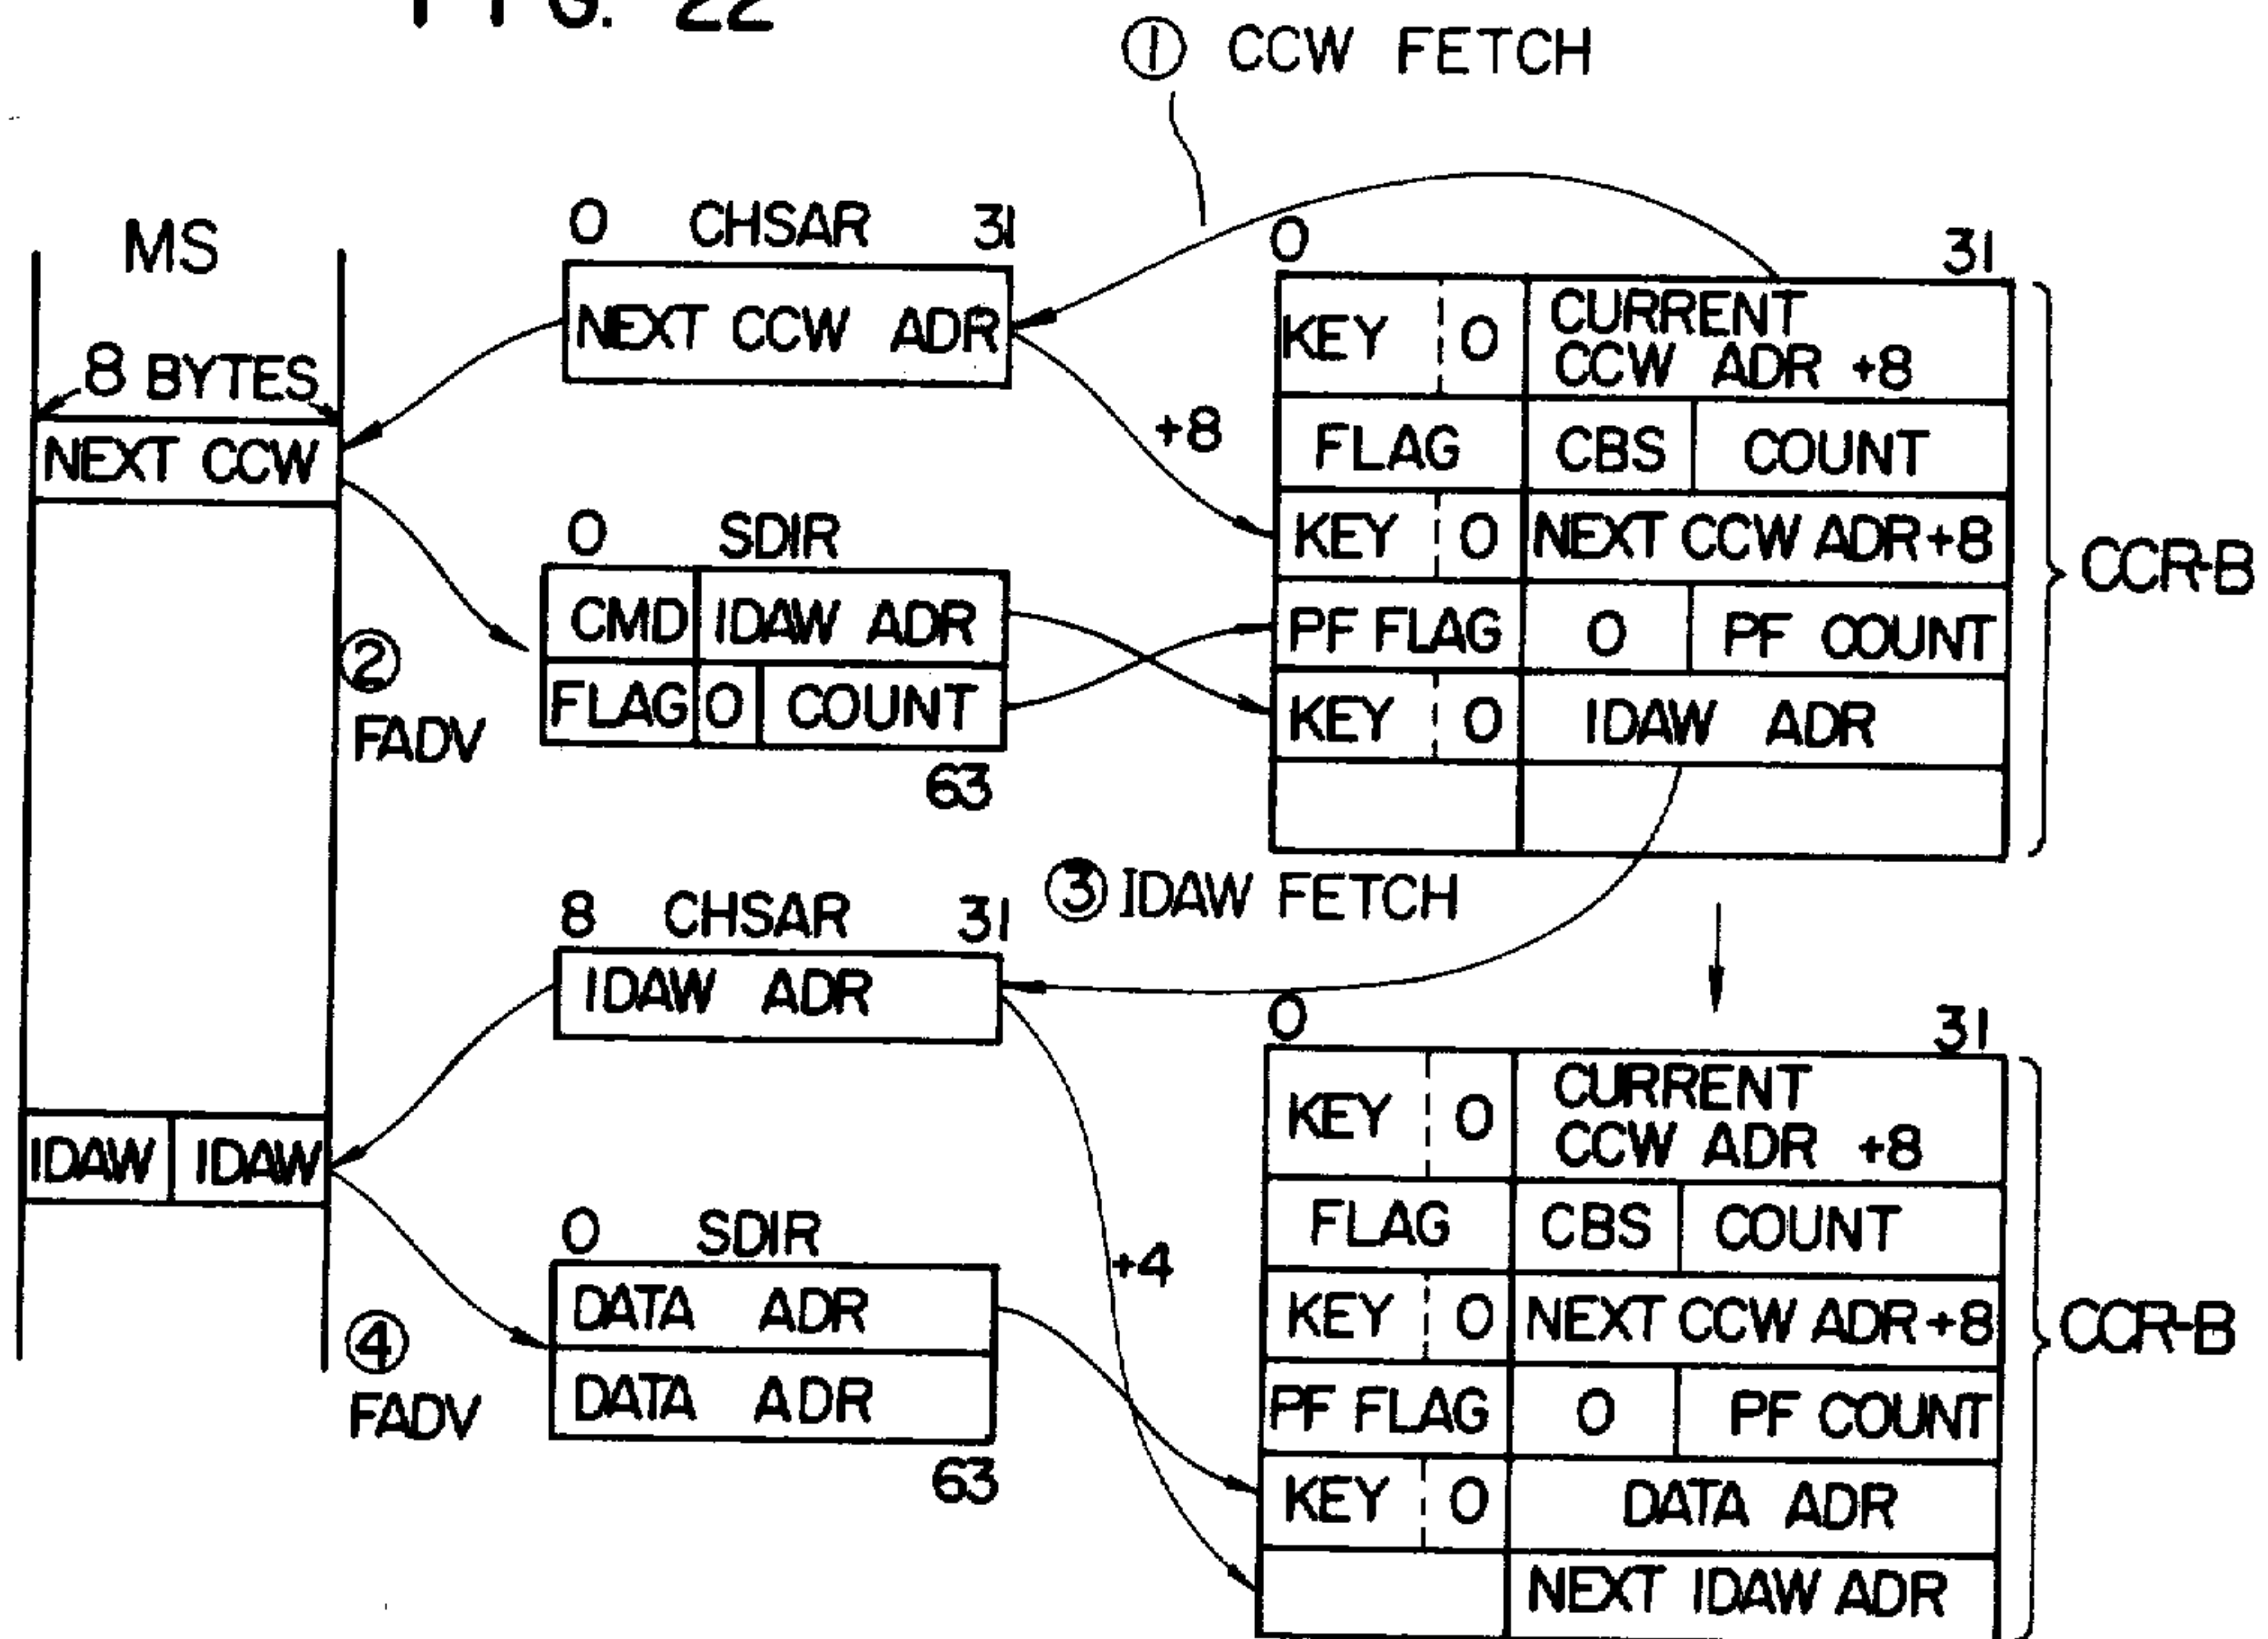 FIG. 22
① CCW FETCH
MS
8 BYTES
NEXT CCW
0 CHSAR 31
NEXT CCW ADR
+8
0 SDIR
CMD IDAW ADR
FLAG 0 COUNT
63
② FADV
0 31
KEY 0 CURRENT CCW ADR +8
FLAG CBS COUNT
KEY 0 NEXT CCW ADR+8
PF FLAG 0 PF COUNT
KEY 0 IDAW ADR
CCR-B
③ IDAW FETCH
8 CHSAR 31
IDAW ADR
IDAW IDAW
+4
0 SDIR
DATA ADR
DATA ADR
63
④ FADV
0 31
KEY 0 CURRENT CCW ADR +8
FLAG CBS COUNT
KEY 0 NEXT CCW ADR+8
PF FLAG 0 PF COUNT
KEY 0 DATA ADR
NEXT IDAW ADR
CCR-B